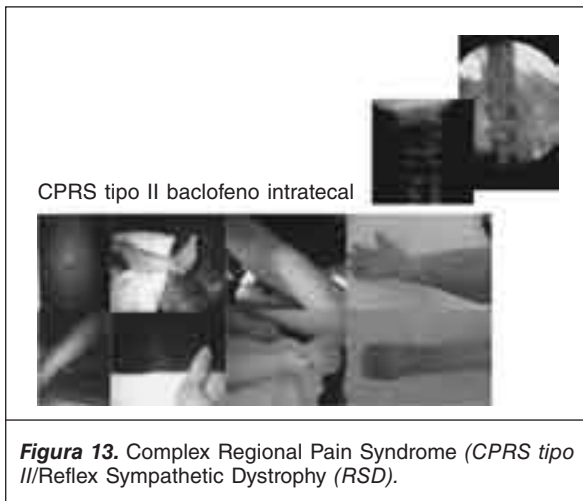 CPRS tipo II baclofeno intratecal
Figura 13. Complex Regional Pain Syndrome (CPRS tipo
II/Reflex Sympathetic Dystrophy (RSD).